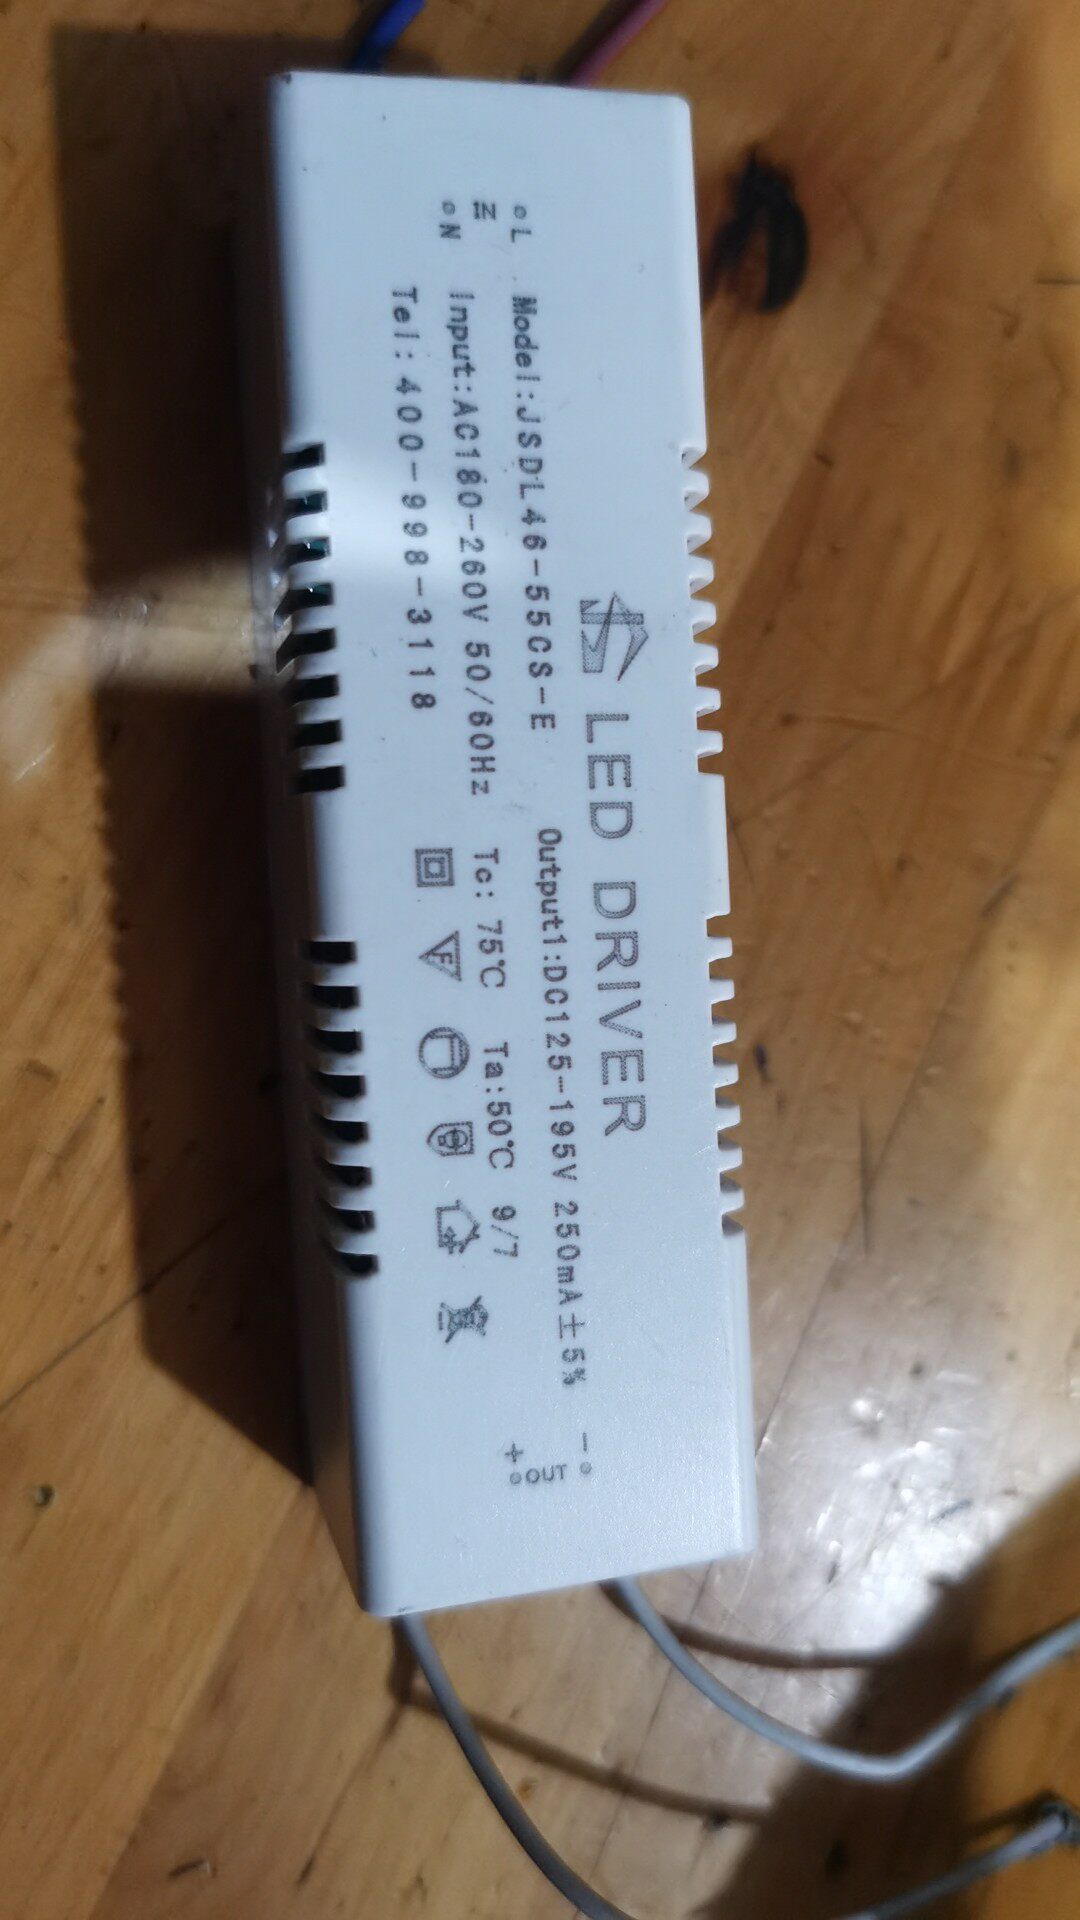 LED DRIVER
Model:JSDL46-55CS-E
Output1:DC125-195V 250mA±5%
Input:AC180-260V 50/60Hz
Tc: 75℃ Ta:50℃ 9/7
Tel:400-998-3118
F
L
IN
N
-
OUT
+